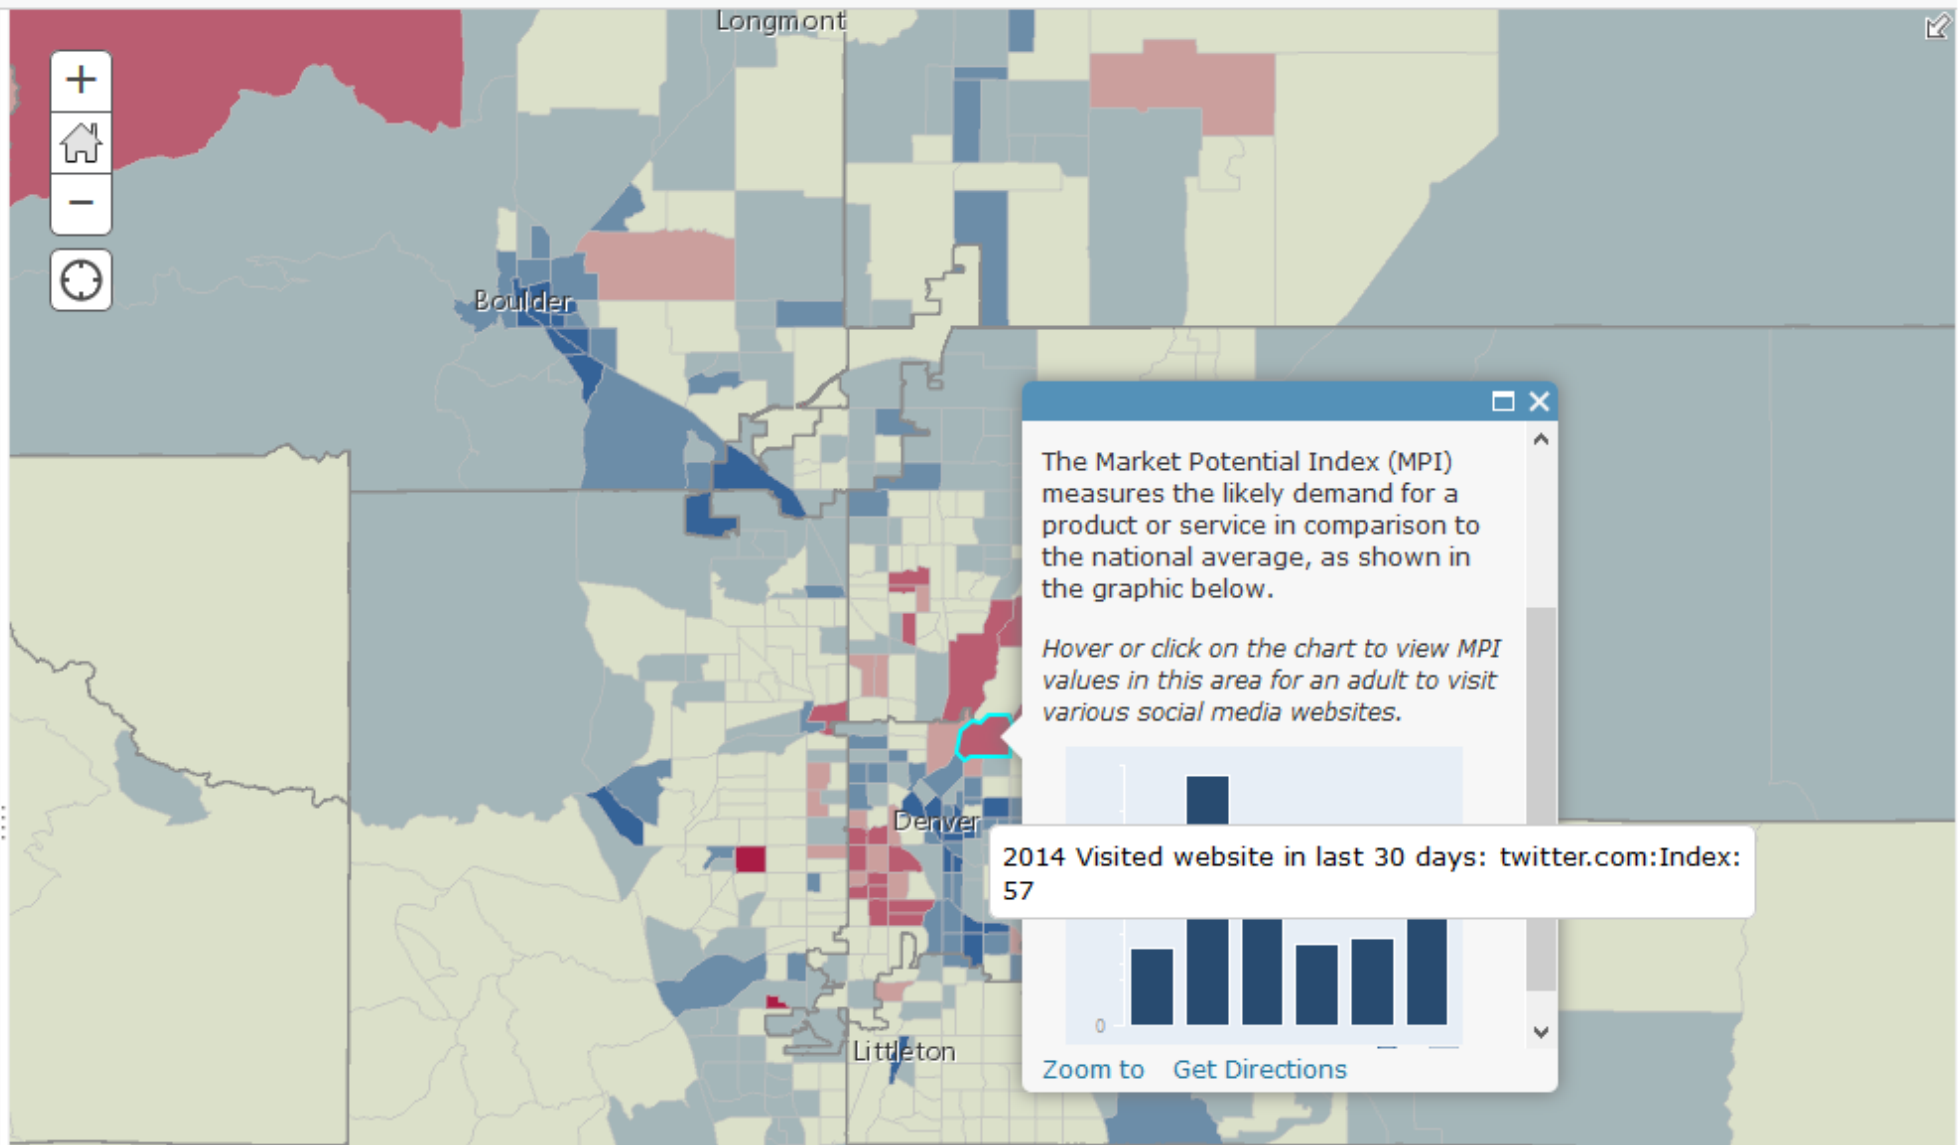 Longmont
+
−
Boulder
The Market Potential Index (MPI)
measures the likely demand for a
product or service in comparison to
the national average, as shown in
the graphic below.
Hover or click on the chart to view MPI
values in this area for an adult to visit
various social media websites.
Denver
2014 Visited website in last 30 days: twitter.com:Index:
57
0
Littleton
Zoom to Get Directions